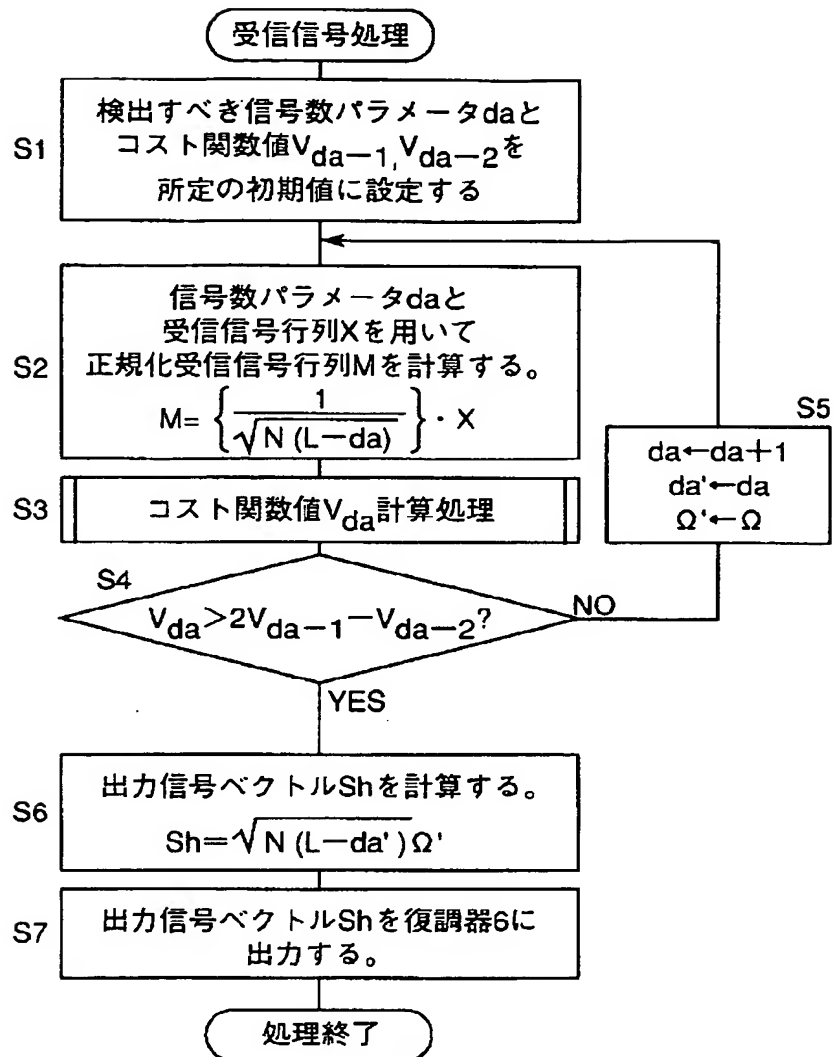 受信信号処理
S1
検出すべき信号数パラメータdaと
コスト関数値Vda−1,Vda−2を
所定の初期値に設定する
S2
信号数パラメータdaと
受信信号行列Xを用いて
正規化受信信号行列Mを計算する。
M= { 1 / √N (L−da) } · X
S3
コスト関数値Vda計算処理
S4
Vda>2Vda−1−Vda−2?
NO
YES
S5
da←da+1
da'←da
Ω'←Ω
S6
出力信号ベクトルShを計算する。
Sh=√N (L−da') Ω'
S7
出力信号ベクトルShを復調器6に
出力する。
処理終了